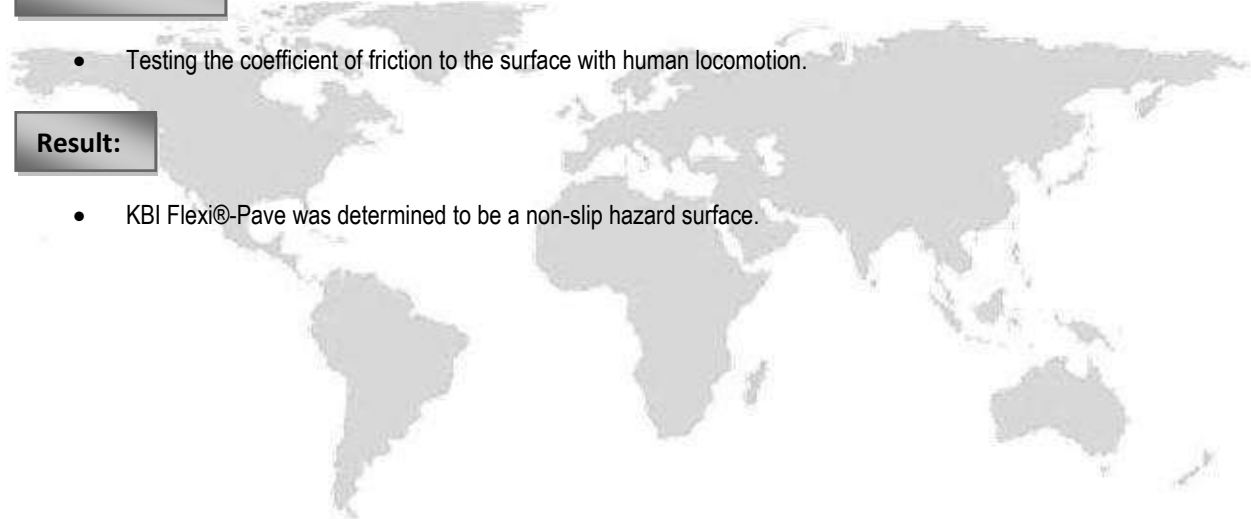 • Testing the coefficient of friction to the surface with human locomotion.
Result:
• KBI Flexi®-Pave was determined to be a non-slip hazard surface.